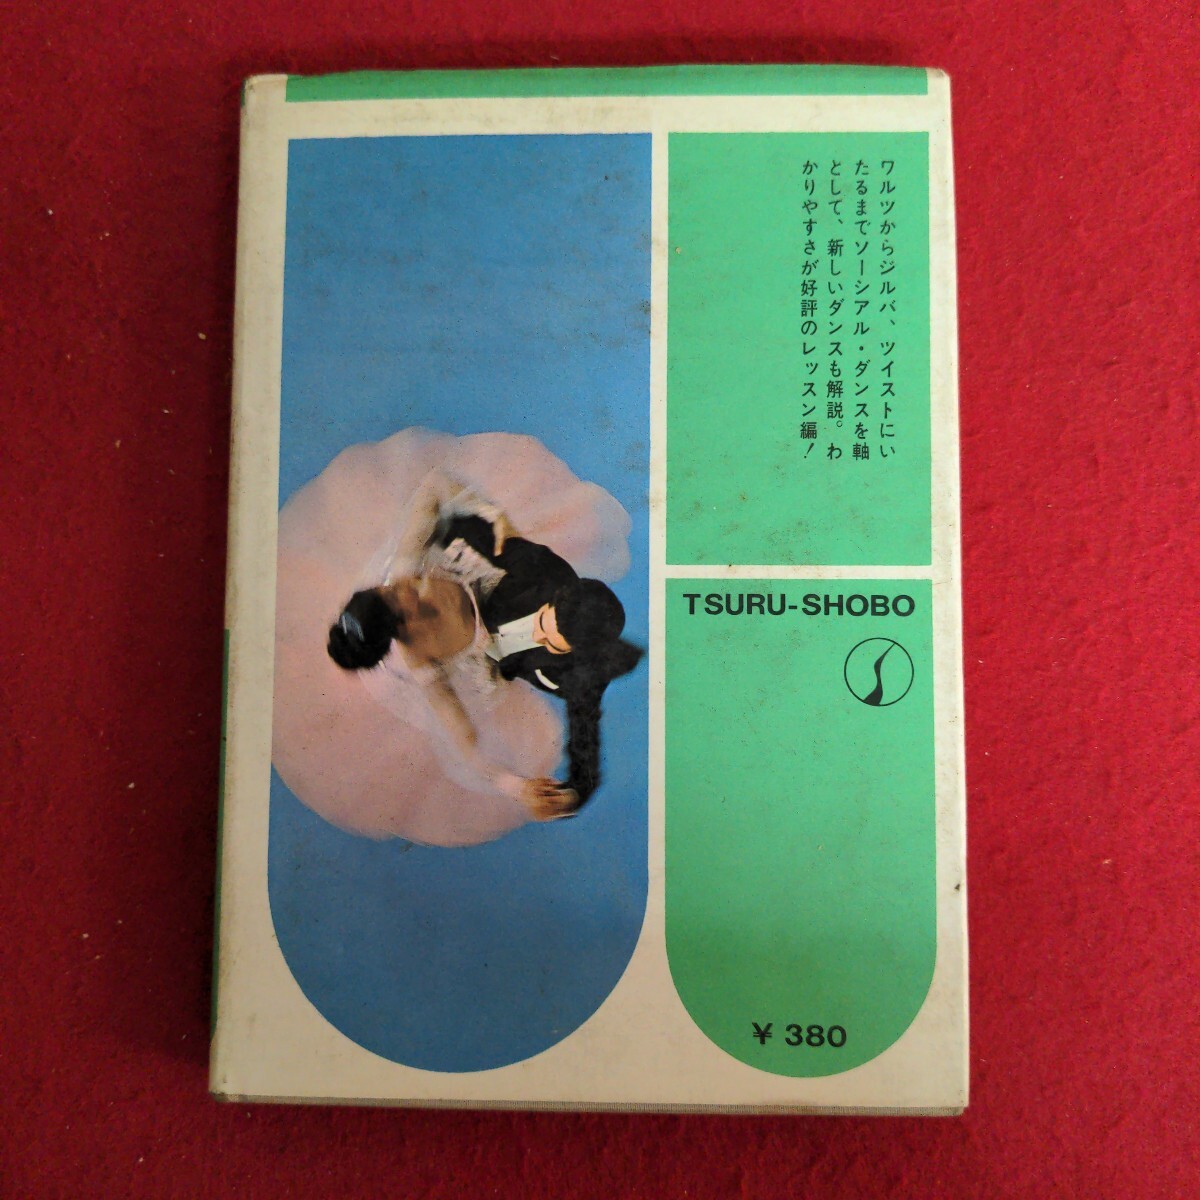 ワルツからジルバ、ツイストにい
たるまでソーシアル・ダンスを軸
として、新しいダンスも解説。わ
かりやすさが好評のレッスン編!
TSURU-SHOBO
¥ 380